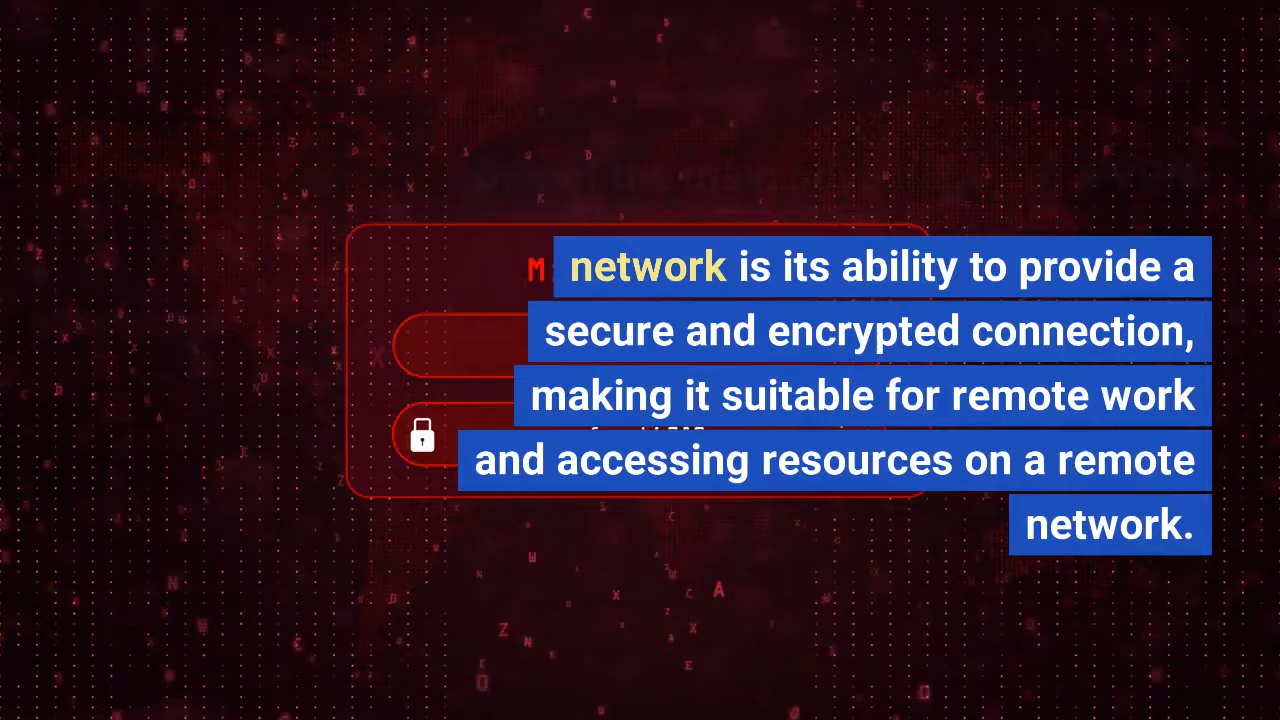 network is its ability to provide a
secure and encrypted connection,
making it suitable for remote work
and accessing resources on a remote
network.